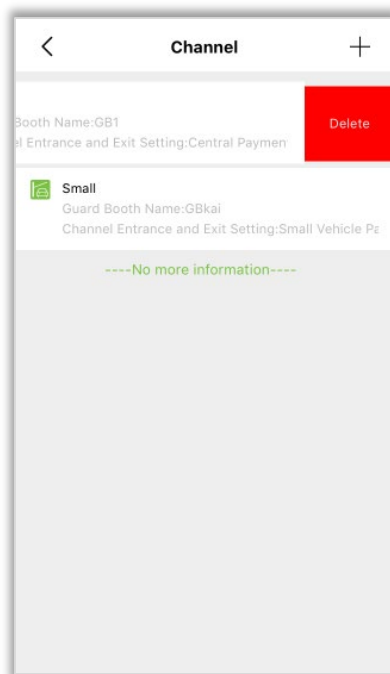 Channel
Booth Name:GB1
Delete
el Entrance and Exit Setting:Central Paymen
Small
Guard Booth Name:GBkai
Channel Entrance and Exit Setting:Small Vehicle Pa
----No more information----